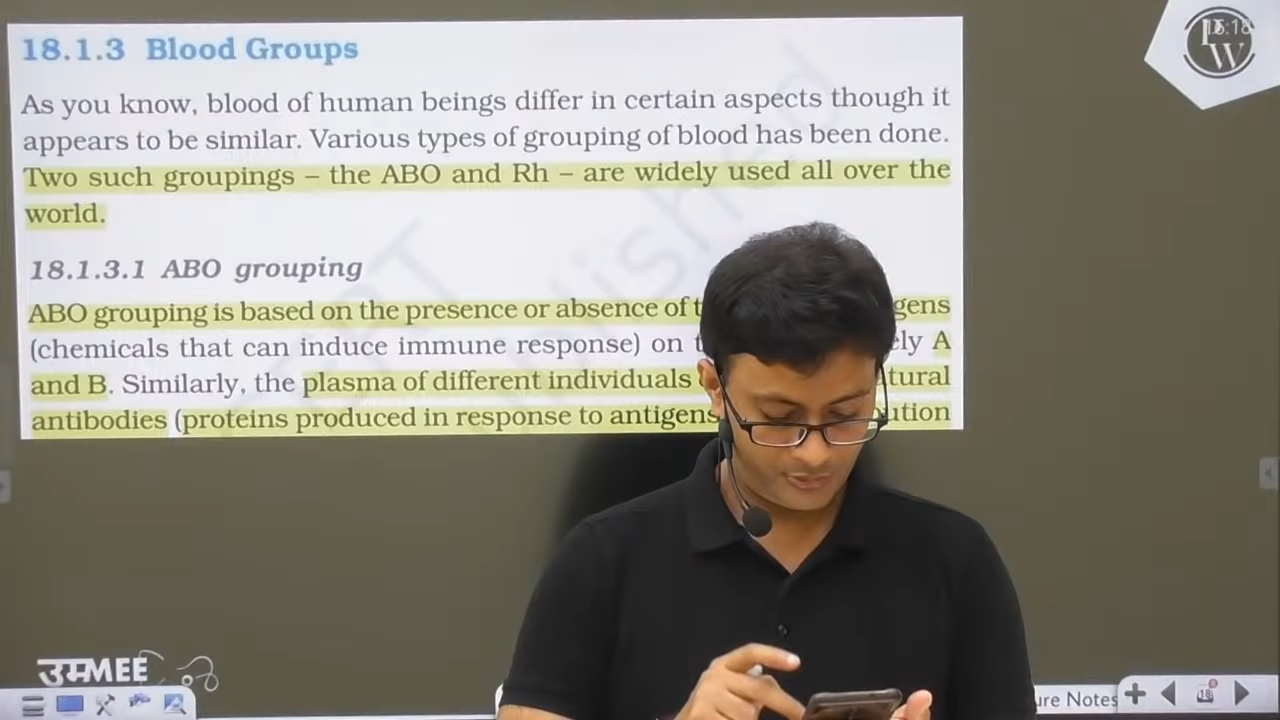 18.1.3 Blood Groups
As you know, blood of human beings differ in certain aspects though it
appears to be similar. Various types of grouping of blood has been done.
Two such groupings – the ABO and Rh – are widely used all over the
world.
18.1.3.1 ABO grouping
ABO grouping is based on the presence or absence of
(chemicals that can induce immune response) on A
and B. Similarly, the plasma of different individuals
antibodies (proteins produced in response to antigens
उम्MEE
Notes
18